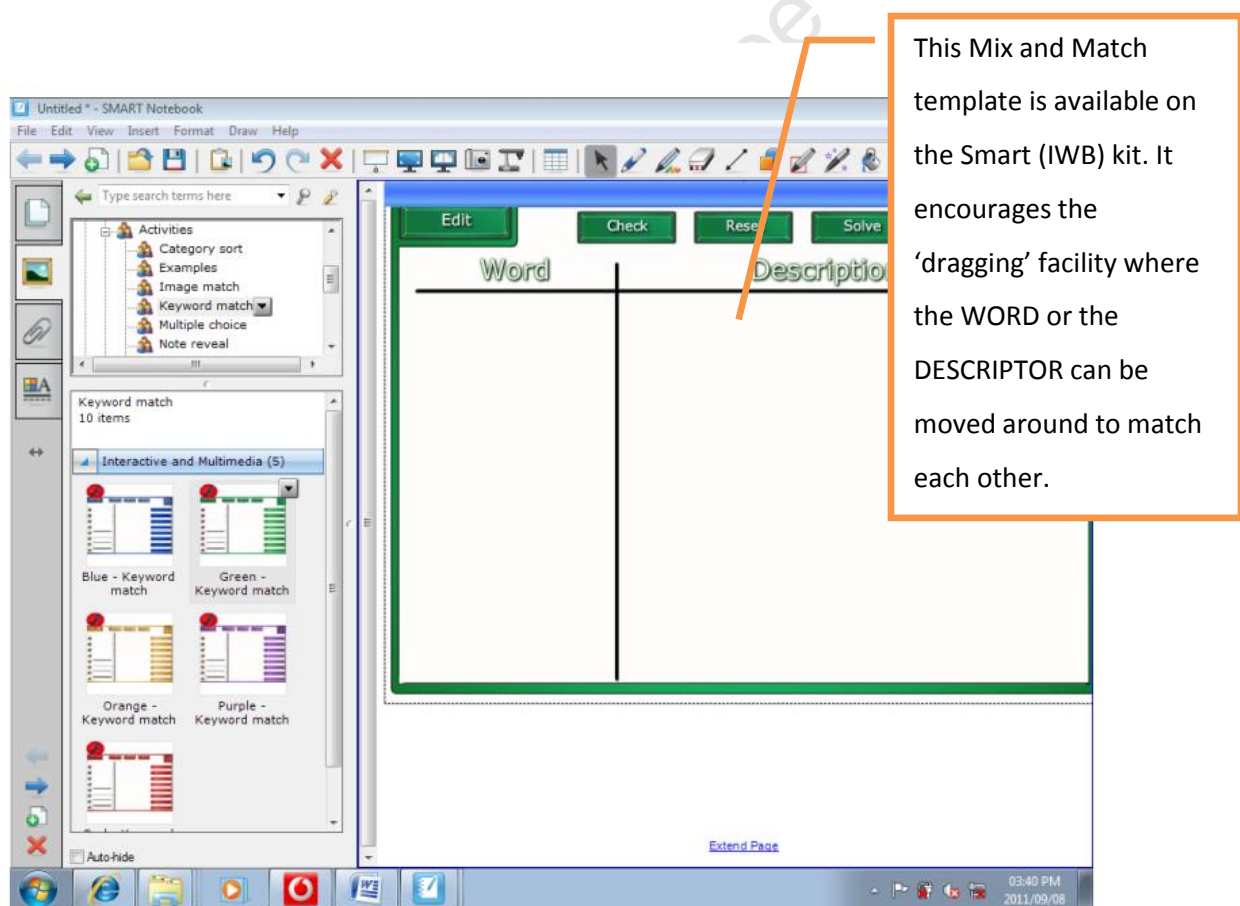 This Mix and Match
template is available on
the Smart (IWB) kit. It
encourages the
‘dragging’ facility where
the WORD or the
DESCRIPTOR can be
moved around to match
each other.
Untitled * - SMART Notebook
File Edit View Insert Format Draw Help
Type search terms here
Activities
Category sort
Examples
Image match
Keyword match
Multiple choice
Note reveal
Keyword match
10 items
Interactive and Multimedia (5)
Blue - Keyword
match
Green -
Keyword match
Orange -
Keyword match
Purple -
Keyword match
Auto-hide
Edit
Check
Rese
Solve
Word
Descriptio
Extend Page
03:40 PM
2011/09/08